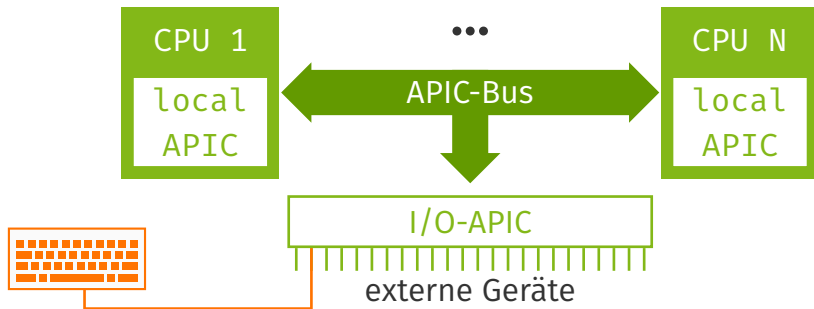 CPU 1
local
APIC
...
APIC-Bus
CPU N
local
APIC
I/O-APIC
externe Geräte